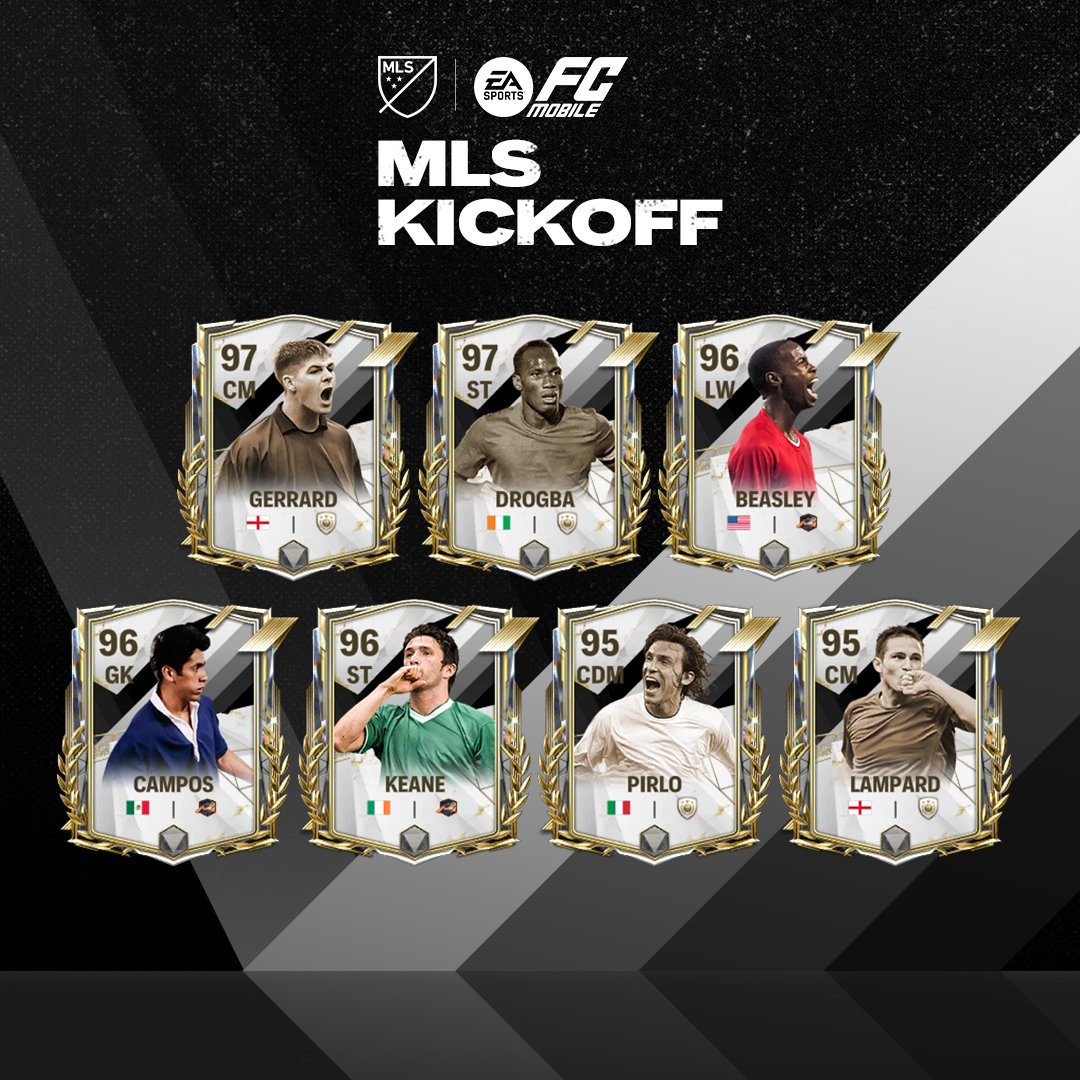 MLS
EA SPORTS FC MOBILE
MLS
KICKOFF
97
CM
GERRARD
97
ST
DROGBA
96
LW
BEASLEY
96
GK
CAMPOS
96
ST
KEANE
95
CDM
PIRLO
95
CM
LAMPARD